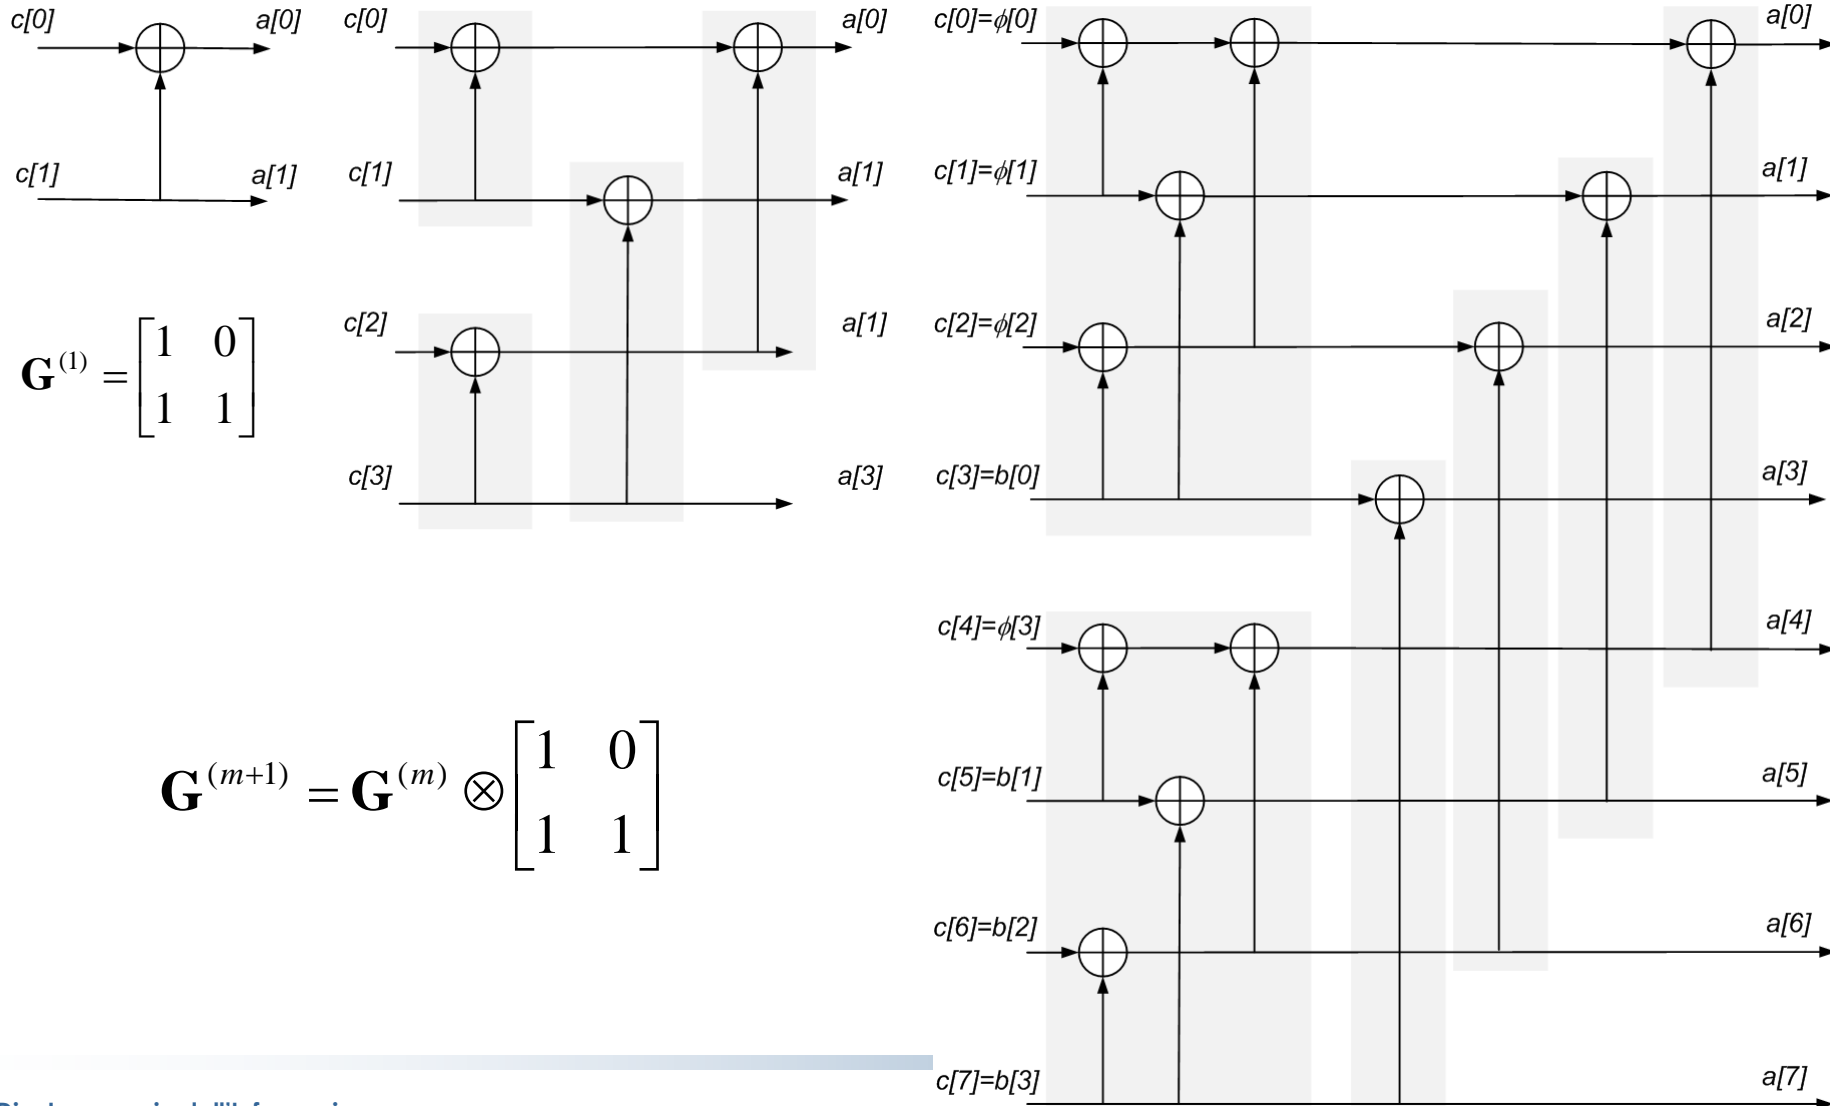 c[0]
a[0]
c[1]
a[1]
G^(1) = [1 0
1 1]
c[0]
a[0]
c[1]
a[1]
c[2]
a[1]
c[3]
a[3]
G^(m+1) = G^(m) ⊗ [1 0
1 1]
c[0]=ϕ[0]
a[0]
c[1]=ϕ[1]
a[1]
c[2]=ϕ[2]
a[2]
c[3]=b[0]
a[3]
c[4]=ϕ[3]
a[4]
c[5]=b[1]
a[5]
c[6]=b[2]
a[6]
c[7]=b[3]
a[7]